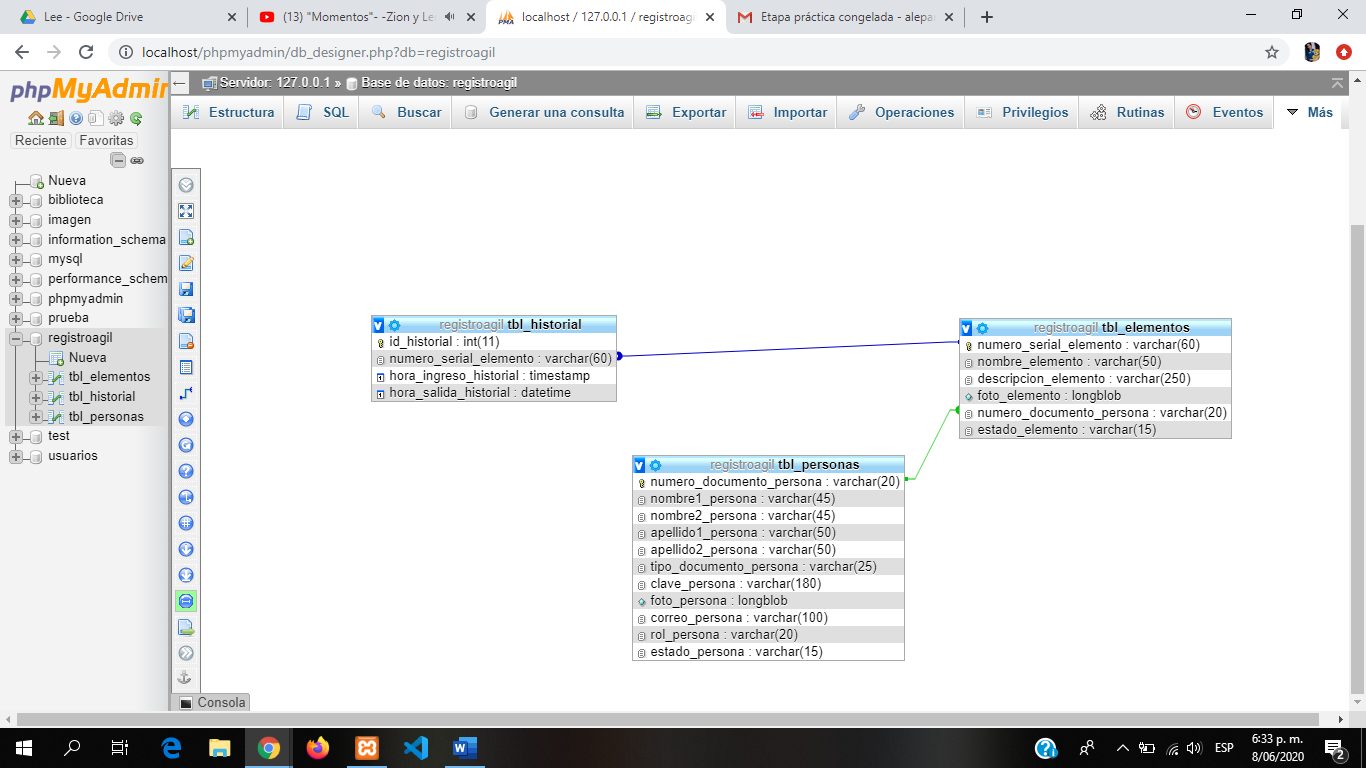 Lee - Google Drive
(13) "Momentos"- -Zion y Le
localhost / 127.0.0.1 / registroagil
Etapa práctica congelada - alepa
localhost/phpmyadmin/db_designer.php?db=registroagil
phpMyAdmin
Reciente
Favoritas
Nueva
biblioteca
imagen
information_schema
mysql
performance_schem
phpmyadmin
prueba
registroagil
Nueva
tbl_elementos
tbl_historial
tbl_personas
test
usuarios
Servidor: 127.0.0.1 » Base de datos: registroagil
Estructura
SQL
Buscar
Generar una consulta
Exportar
Importar
Operaciones
Privilegios
Rutinas
Eventos
Más
registroagil tbl_historial
id_historial : int(11)
numero_serial_elemento : varchar(60)
hora_ingreso_historial : timestamp
hora_salida_historial : datetime
registroagil tbl_elementos
numero_serial_elemento : varchar(60)
nombre_elemento : varchar(50)
descripcion_elemento : varchar(250)
foto_elemento : longblob
numero_documento_persona : varchar(20)
estado_elemento : varchar(15)
registroagil tbl_personas
numero_documento_persona : varchar(20)
nombre1_persona : varchar(45)
nombre2_persona : varchar(45)
apellido1_persona : varchar(50)
apellido2_persona : varchar(50)
tipo_documento_persona : varchar(25)
clave_persona : varchar(180)
foto_persona : longblob
correo_persona : varchar(100)
rol_persona : varchar(20)
estado_persona : varchar(15)
Consola
ESP
6:33 p. m.
8/06/2020
2